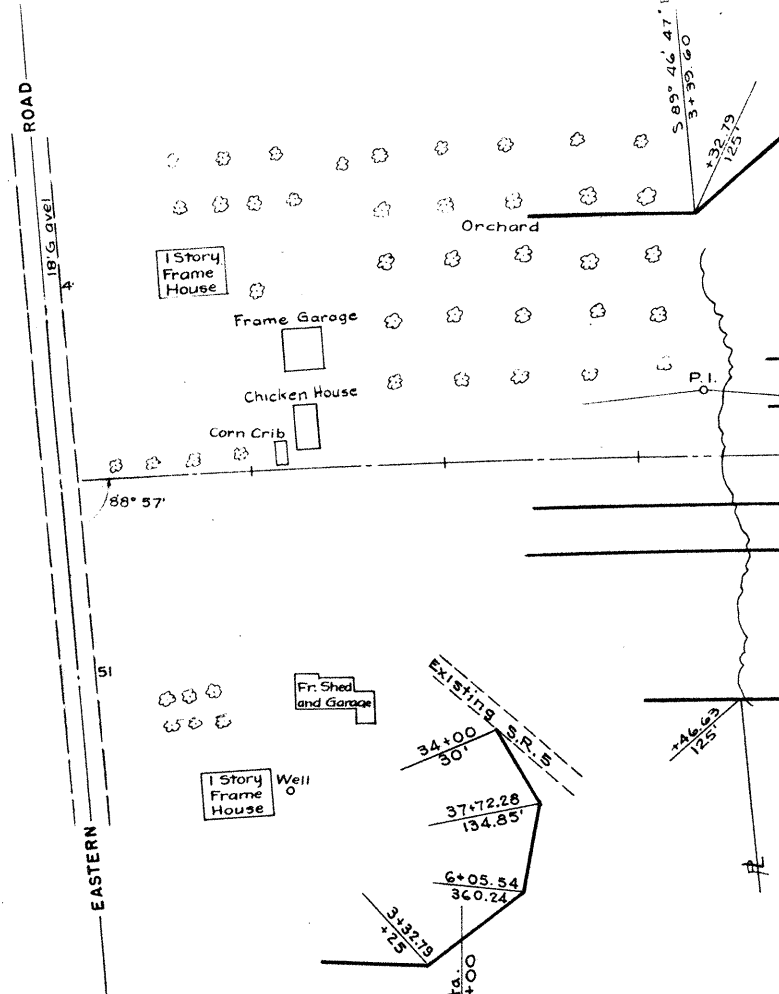 ROAD
S 89° 46' 47"
3+39.60
+32.79
125'
18' Gravel
Orchard
1 Story
Frame
House
4'
Frame Garage
Chicken House
P.I.
Corn Crib
88° 57'
51
Fr. Shed
and Garage
Existing S.R. 5
34+00
30'
+46.63
125'
1 Story
Frame
House
Well
37+72.28
134.85'
EASTERN
6+05.54
360.24
3+32.79
+25
PL